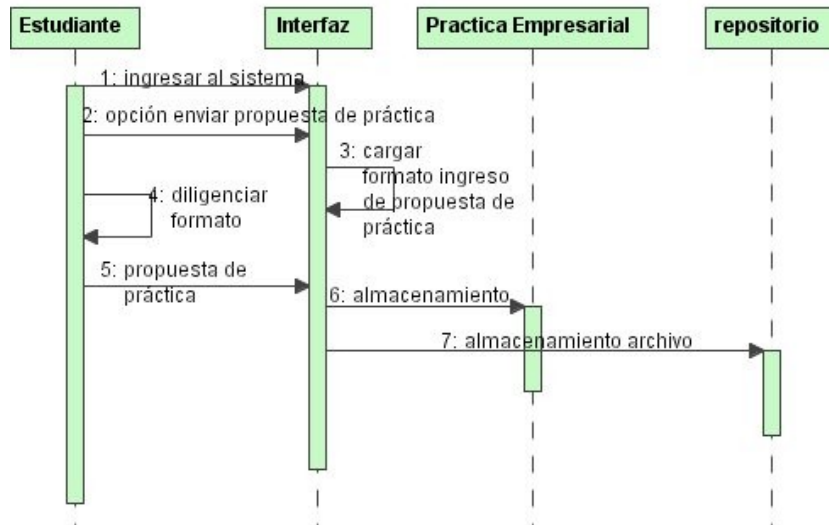 Estudiante
Interfaz
Practica Empresarial
repositorio
1: ingresar al sistema
2: opción enviar propuesta de práctica
3: cargar
formato ingreso
de propuesta de
práctica
4: diligenciar
formato
5: propuesta de
práctica
6: almacenamiento
7: almacenamiento archivo